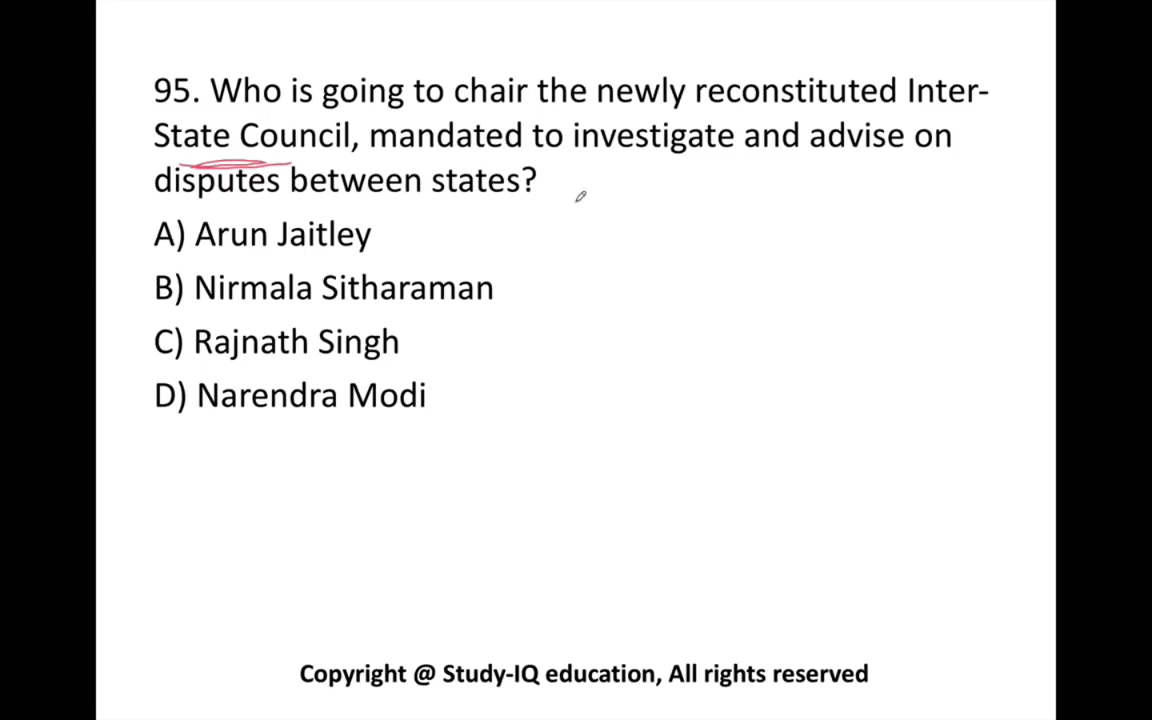 95. Who is going to chair the newly reconstituted Inter-
State Council, mandated to investigate and advise on
disputes between states?
A) Arun Jaitley
B) Nirmala Sitharaman
C) Rajnath Singh
D) Narendra Modi
Copyright @ Study-IQ education, All rights reserved